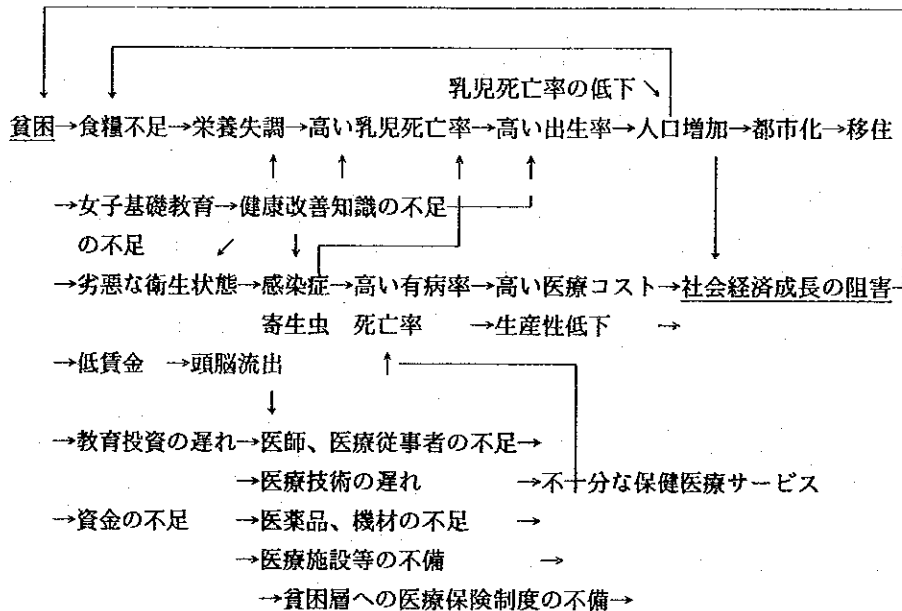 乳児死亡率の低下↘
貧困→食糧不足→栄養失調→高い乳児死亡率→高い出生率→人口増加→都市化→移住
↑ ↑ ↑ ↑
→女子基礎教育→健康改善知識の不足
の不足 ↙ ↓
→劣悪な衛生状態→感染症→高い有病率→高い医療コスト→社会経済成長の阻害
寄生虫 死亡率 →生産性低下 →
→低賃金 →頭脳流出 ↑
↓
→教育投資の遅れ→医師、医療従事者の不足→
→医療技術の遅れ →不十分な保健医療サービス
→資金の不足 →医薬品、機材の不足 →
→医療施設等の不備 →
→貧困層への医療保険制度の不備→